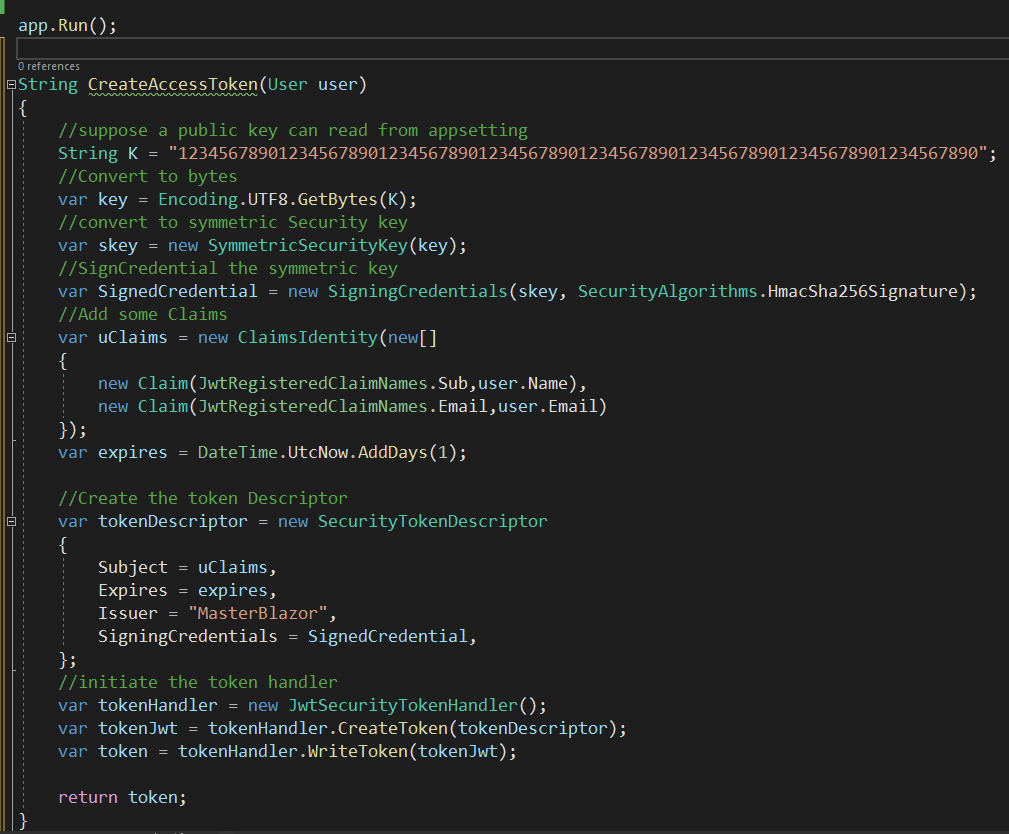 app.Run();
0 references
String CreateAccessToken(User user)
{
//suppose a public key can read from appsetting
String K = "12345678901234567890123456789012345678901234567890123456789012345678901234567890";
//Convert to bytes
var key = Encoding.UTF8.GetBytes(K);
//convert to symmetric Security key
var skey = new SymmetricSecurityKey(key);
//SignCredential the symmetric key
var SignedCredential = new SigningCredentials(skey, SecurityAlgorithms.HmacSha256Signature);
//Add some Claims
var uClaims = new ClaimsIdentity(new[]
{
new Claim(JwtRegisteredClaimNames.Sub,user.Name),
new Claim(JwtRegisteredClaimNames.Email,user.Email)
});
var expires = DateTime.UtcNow.AddDays(1);
//Create the token Descriptor
var tokenDescriptor = new SecurityTokenDescriptor
{
Subject = uClaims,
Expires = expires,
Issuer = "MasterBlazor",
SigningCredentials = SignedCredential,
};
//initiate the token handler
var tokenHandler = new JwtSecurityTokenHandler();
var tokenJwt = tokenHandler.CreateToken(tokenDescriptor);
var token = tokenHandler.WriteToken(tokenJwt);
return token;
}